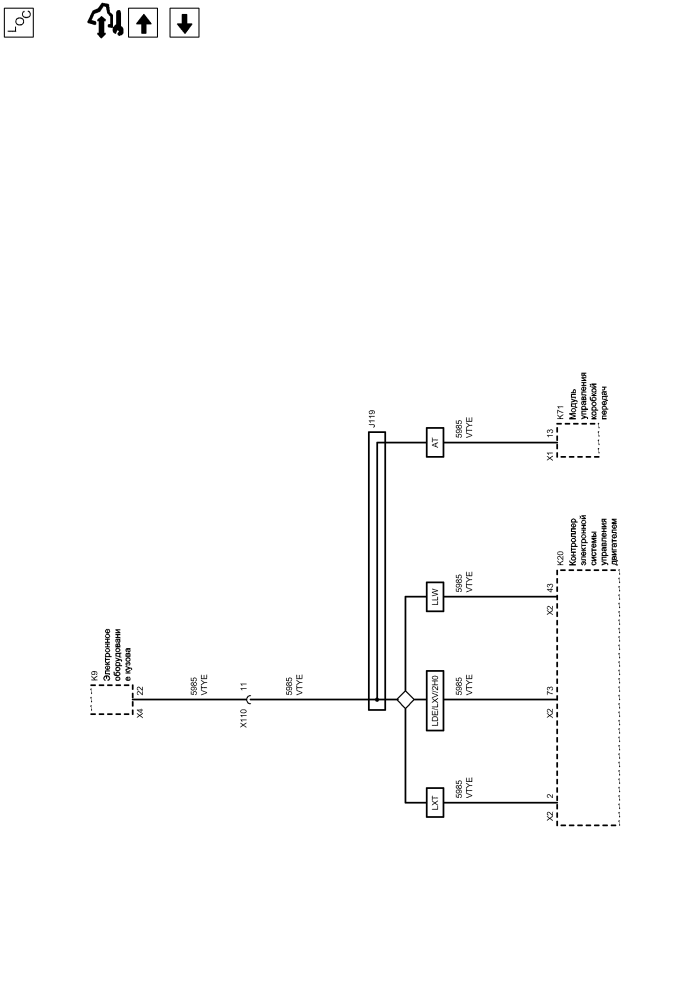 LOC
J119
K9
Электронное
оборудовани
е кузова
22
X4
5985
VTYE
11
X110
5985
VTYE
AT
5985
VTYE
13
X1
K71
Модуль
управления
коробкой
передач
LLW
5985
VTYE
43
X2
LDE/LXV/2H0
5985
VTYE
73
X2
LXT
5985
VTYE
2
X2
K20
Контроллер
электронной
системы
управления
двигателем